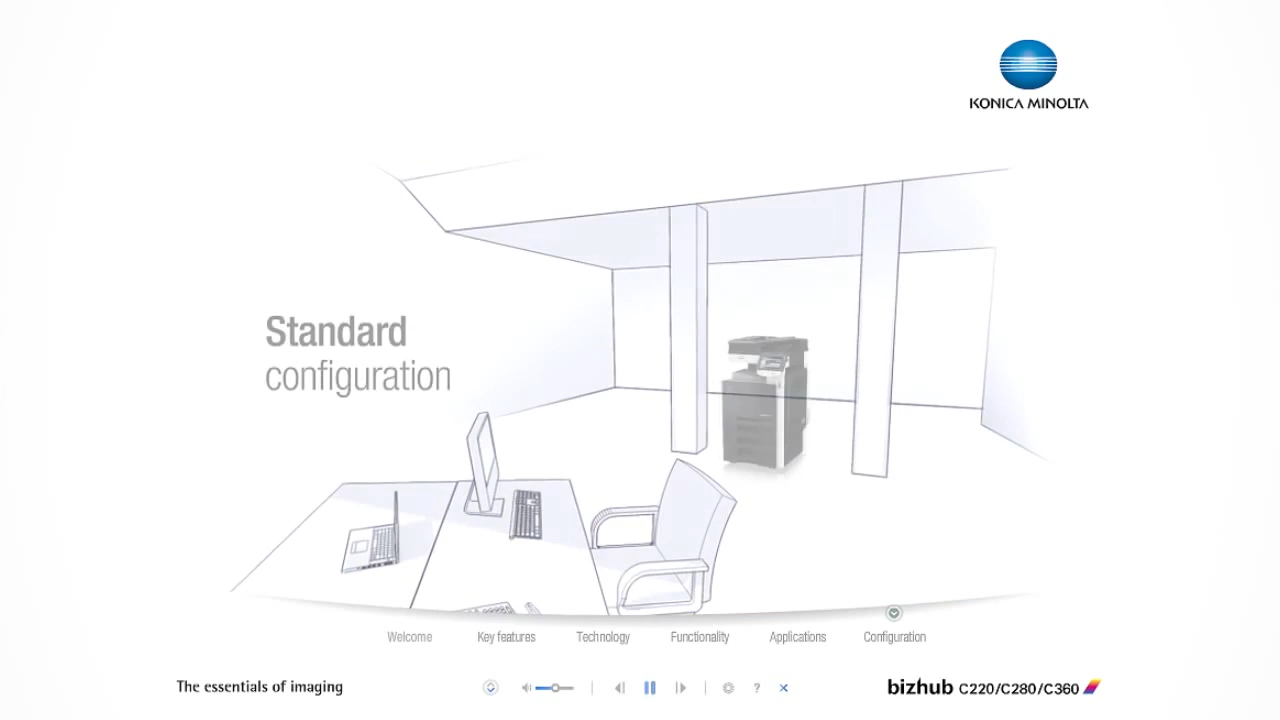 KONICA MINOLTA
Standard
configuration
Welcome Key features Technology Functionality Applications Configuration
The essentials of imaging
?
bizhub C220/C280/C360